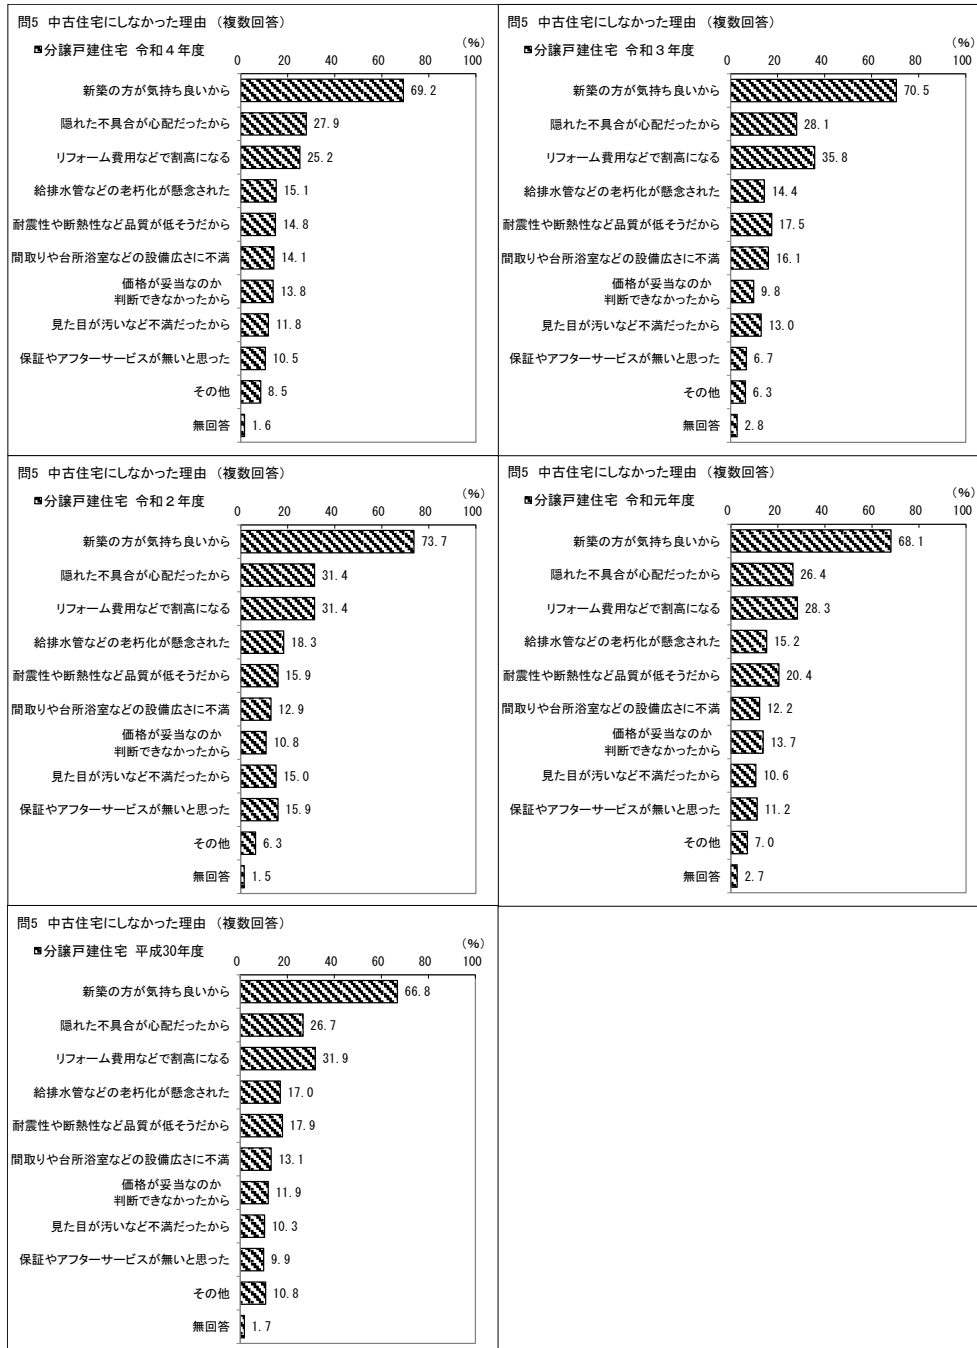 問5 中古住宅にしなかった理由 （複数回答）
分譲戸建住宅 令和４年度
(%)
0 20 40 60 80 100
新築の方が気持ち良いから 69.2
隠れた不具合が心配だったから 27.9
リフォーム費用などで割高になる 25.2
給排水管などの老朽化が懸念された 15.1
耐震性や断熱性など品質が低そうだから 14.8
間取りや台所浴室などの設備広さに不満 14.1
価格が妥当なのか
判断できなかったから 13.8
見た目が汚いなど不満だったから 11.8
保証やアフターサービスが無いと思った 10.5
その他 8.5
無回答 1.6
問5 中古住宅にしなかった理由 （複数回答）
分譲戸建住宅 令和３年度
(%)
0 20 40 60 80 100
新築の方が気持ち良いから 70.5
隠れた不具合が心配だったから 28.1
リフォーム費用などで割高になる 35.8
給排水管などの老朽化が懸念された 14.4
耐震性や断熱性など品質が低そうだから 17.5
間取りや台所浴室などの設備広さに不満 16.1
価格が妥当なのか
判断できなかったから 9.8
見た目が汚いなど不満だったから 13.0
保証やアフターサービスが無いと思った 6.7
その他 6.3
無回答 2.8
問5 中古住宅にしなかった理由 （複数回答）
分譲戸建住宅 令和２年度
(%)
0 20 40 60 80 100
新築の方が気持ち良いから 73.7
隠れた不具合が心配だったから 31.4
リフォーム費用などで割高になる 31.4
給排水管などの老朽化が懸念された 18.3
耐震性や断熱性など品質が低そうだから 15.9
間取りや台所浴室などの設備広さに不満 12.9
価格が妥当なのか
判断できなかったから 10.8
見た目が汚いなど不満だったから 15.0
保証やアフターサービスが無いと思った 15.9
その他 6.3
無回答 1.5
問5 中古住宅にしなかった理由 （複数回答）
分譲戸建住宅 令和元年度
(%)
0 20 40 60 80 100
新築の方が気持ち良いから 68.1
隠れた不具合が心配だったから 26.4
リフォーム費用などで割高になる 28.3
給排水管などの老朽化が懸念された 15.2
耐震性や断熱性など品質が低そうだから 20.4
間取りや台所浴室などの設備広さに不満 12.2
価格が妥当なのか
判断できなかったから 13.7
見た目が汚いなど不満だったから 10.6
保証やアフターサービスが無いと思った 11.2
その他 7.0
無回答 2.7
問5 中古住宅にしなかった理由 （複数回答）
分譲戸建住宅 平成30年度
(%)
0 20 40 60 80 100
新築の方が気持ち良いから 66.8
隠れた不具合が心配だったから 26.7
リフォーム費用などで割高になる 31.9
給排水管などの老朽化が懸念された 17.0
耐震性や断熱性など品質が低そうだから 17.9
間取りや台所浴室などの設備広さに不満 13.1
価格が妥当なのか
判断できなかったから 11.9
見た目が汚いなど不満だったから 10.3
保証やアフターサービスが無いと思った 9.9
その他 10.8
無回答 1.7